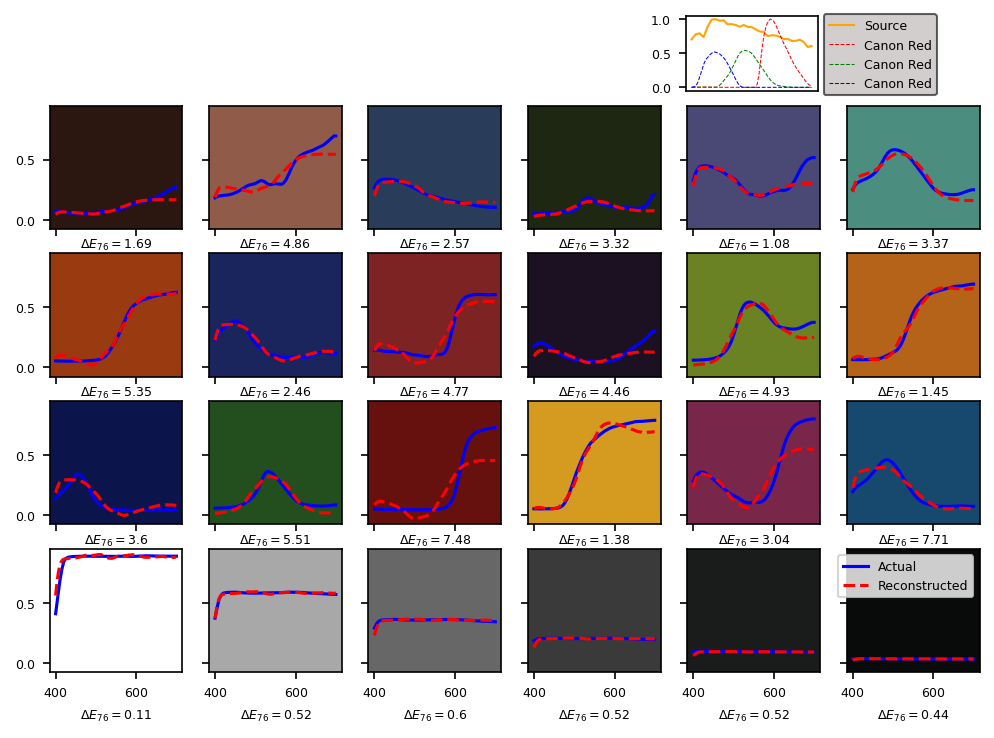 1.0
0.5
0.0
Source
Canon Red
Canon Red
Canon Red
0.5
0.0
ΔE76 = 1.69
ΔE76 = 4.86
ΔE76 = 2.57
ΔE76 = 3.32
ΔE76 = 1.08
ΔE76 = 3.37
0.5
0.0
ΔE76 = 5.35
ΔE76 = 2.46
ΔE76 = 4.77
ΔE76 = 4.46
ΔE76 = 4.93
ΔE76 = 1.45
0.5
0.0
ΔE76 = 3.6
ΔE76 = 5.51
ΔE76 = 7.48
ΔE76 = 1.38
ΔE76 = 3.04
ΔE76 = 7.71
Actual
Reconstructed
0.5
0.0
400 600
400 600
400 600
400 600
400 600
400 600
ΔE76 = 0.11
ΔE76 = 0.52
ΔE76 = 0.6
ΔE76 = 0.52
ΔE76 = 0.52
ΔE76 = 0.44